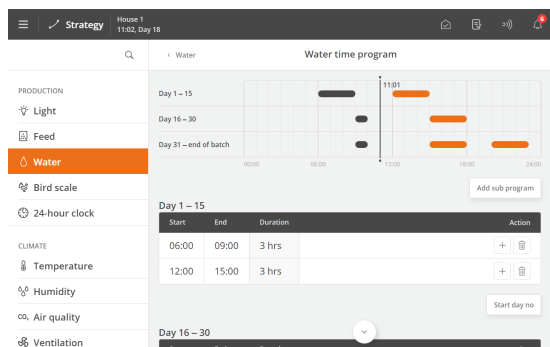 Strategy
House 1
11:02, Day 18
6
‹ Water
Water time program
PRODUCTION
Light
Feed
Water
Bird scale
24-hour clock
CLIMATE
Temperature
Humidity
CO₂ Air quality
Ventilation
11:01
Day 1 – 15
Day 16 – 30
Day 31 – end of batch
00:00 06:00 12:00 18:00 24:00
Add sub program
Day 1 – 15
Start End Duration Action
06:00 09:00 3 hrs
12:00 15:00 3 hrs
Start day no
Day 16 – 30